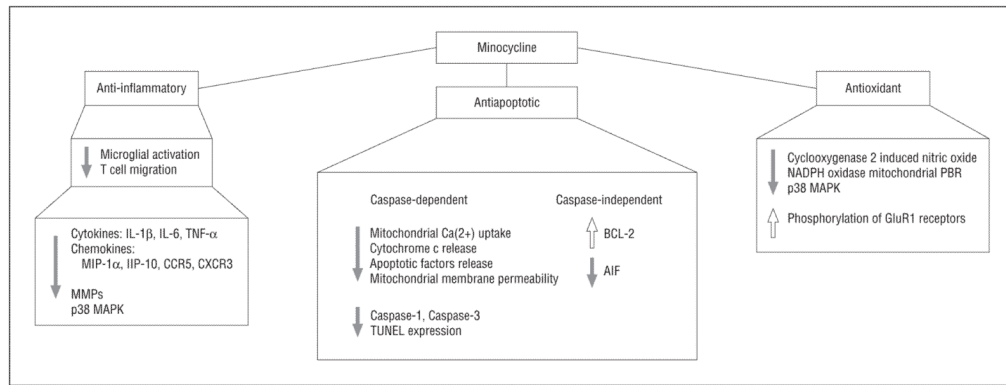 Minocycline
Anti-inflammatory
Microglial activation
T cell migration
Cytokines: IL-1β, IL-6, TNF-α
Chemokines:
MIP-1α, IIP-10, CCR5, CXCR3
MMPs
p38 MAPK
Antiapoptotic
Caspase-dependent
Mitochondrial Ca(2+) uptake
Cytochrome c release
Apoptotic factors release
Mitochondrial membrane permeability
Caspase-1, Caspase-3
TUNEL expression
Caspase-independent
BCL-2
AIF
Antioxidant
Cyclooxygenase 2 induced nitric oxide
NADPH oxidase mitochondrial PBR
p38 MAPK
Phosphorylation of GluR1 receptors